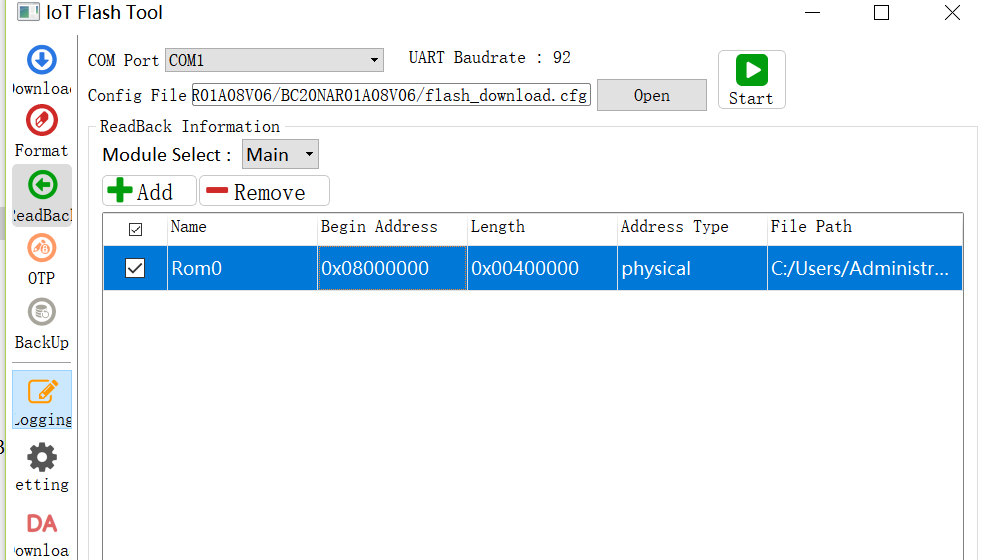 IoT Flash Tool
COM Port COM1 UART Baudrate : 92
Config File R01A08V06/BC20NAR01A08V06/flash_download.cfg Open Start
ReadBack Information
Module Select : Main
Add Remove
Name Begin Address Length Address Type File Path
Rom0 0x08000000 0x00400000 physical C:/Users/Administr...
ownloa
Format
ReadBac
OTP
BackUp
ogging
etting
DA
ownloa
3